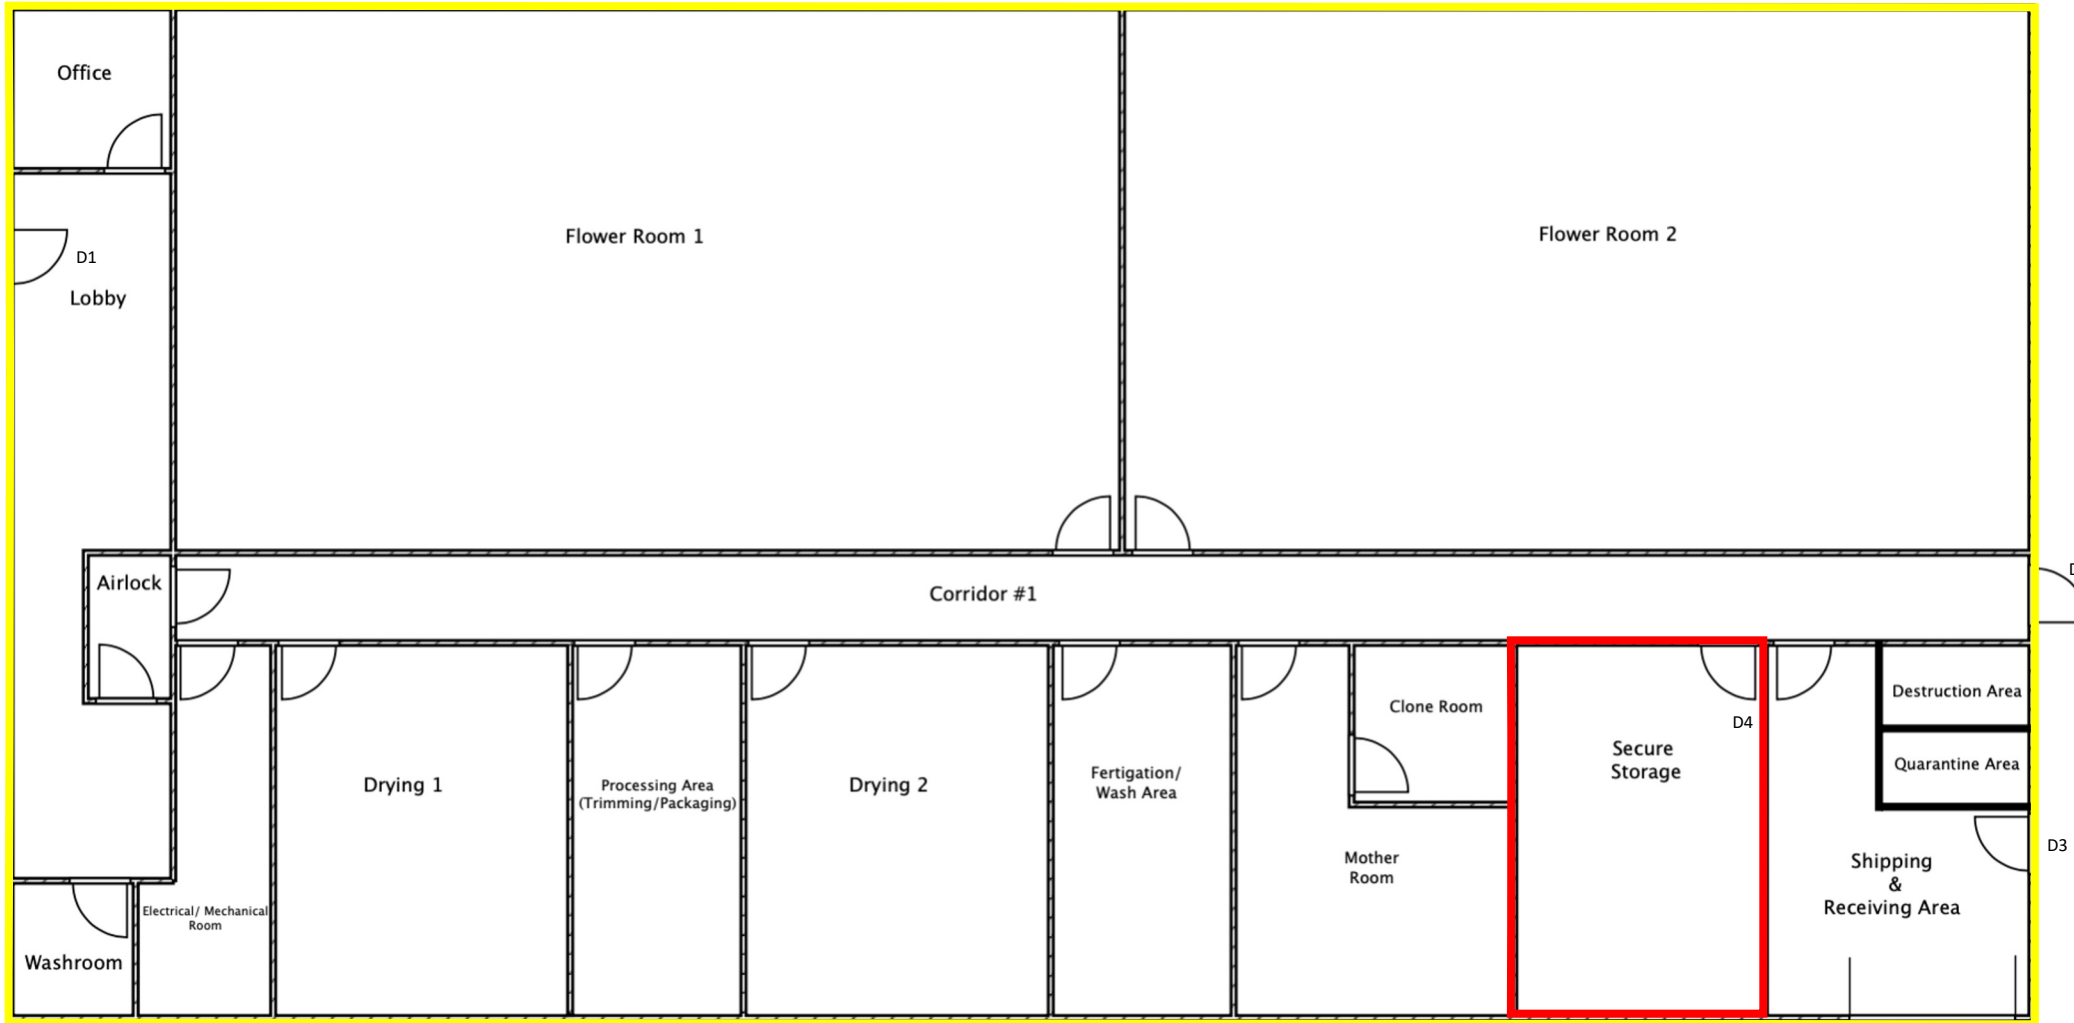 Office
D1
Lobby
Flower Room 1
Flower Room 2
Airlock
Corridor #1
D
Drying 1
Processing Area
(Trimming/Packaging)
Drying 2
Fertigation/
Wash Area
Clone Room
Mother
Room
D4
Secure
Storage
Destruction Area
Quarantine Area
D3
Shipping
&
Receiving Area
Electrical/ Mechanical
Room
Washroom